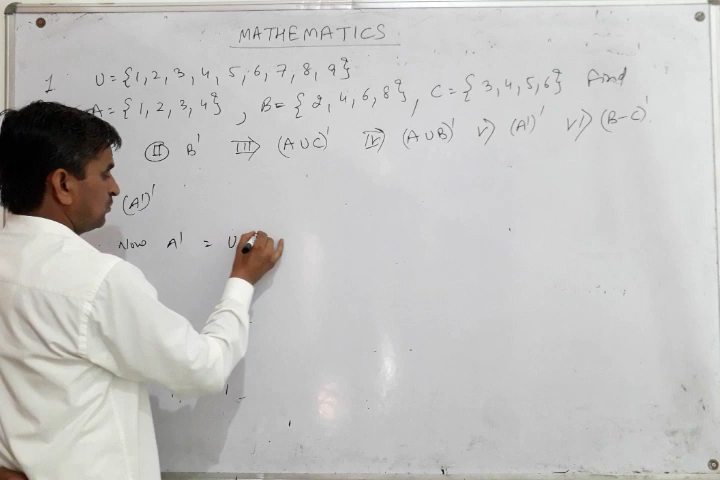 MATHEMATICS
1 U = {1, 2, 3, 4, 5, 6, 7, 8, 9}
A = {1, 2, 3, 4}, B = {2, 4, 6, 8}, C = {3, 4, 5, 6} find
II B' III) (A∪C)' IV) (A∪B)' V) (A')' VI) (B-C)'.
(A')'
Now A' = U